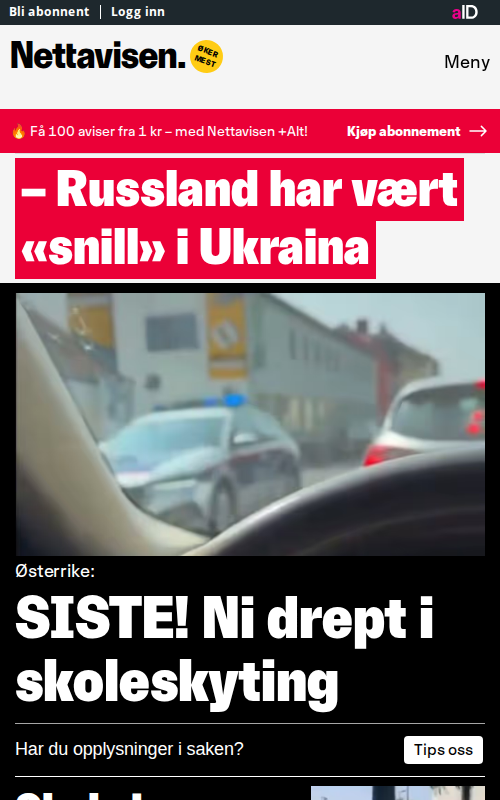 Bli abonnent | Logg inn
aID
Nettavisen.
ØKER
MEST
Meny
🔥 Få 100 aviser fra 1 kr – med Nettavisen +Alt!
Kjøp abonnement →
– Russland har vært
«snill» i Ukraina
Østerrike:
SISTE! Ni drept i
skoleskyting
Har du opplysninger i saken?
Tips oss